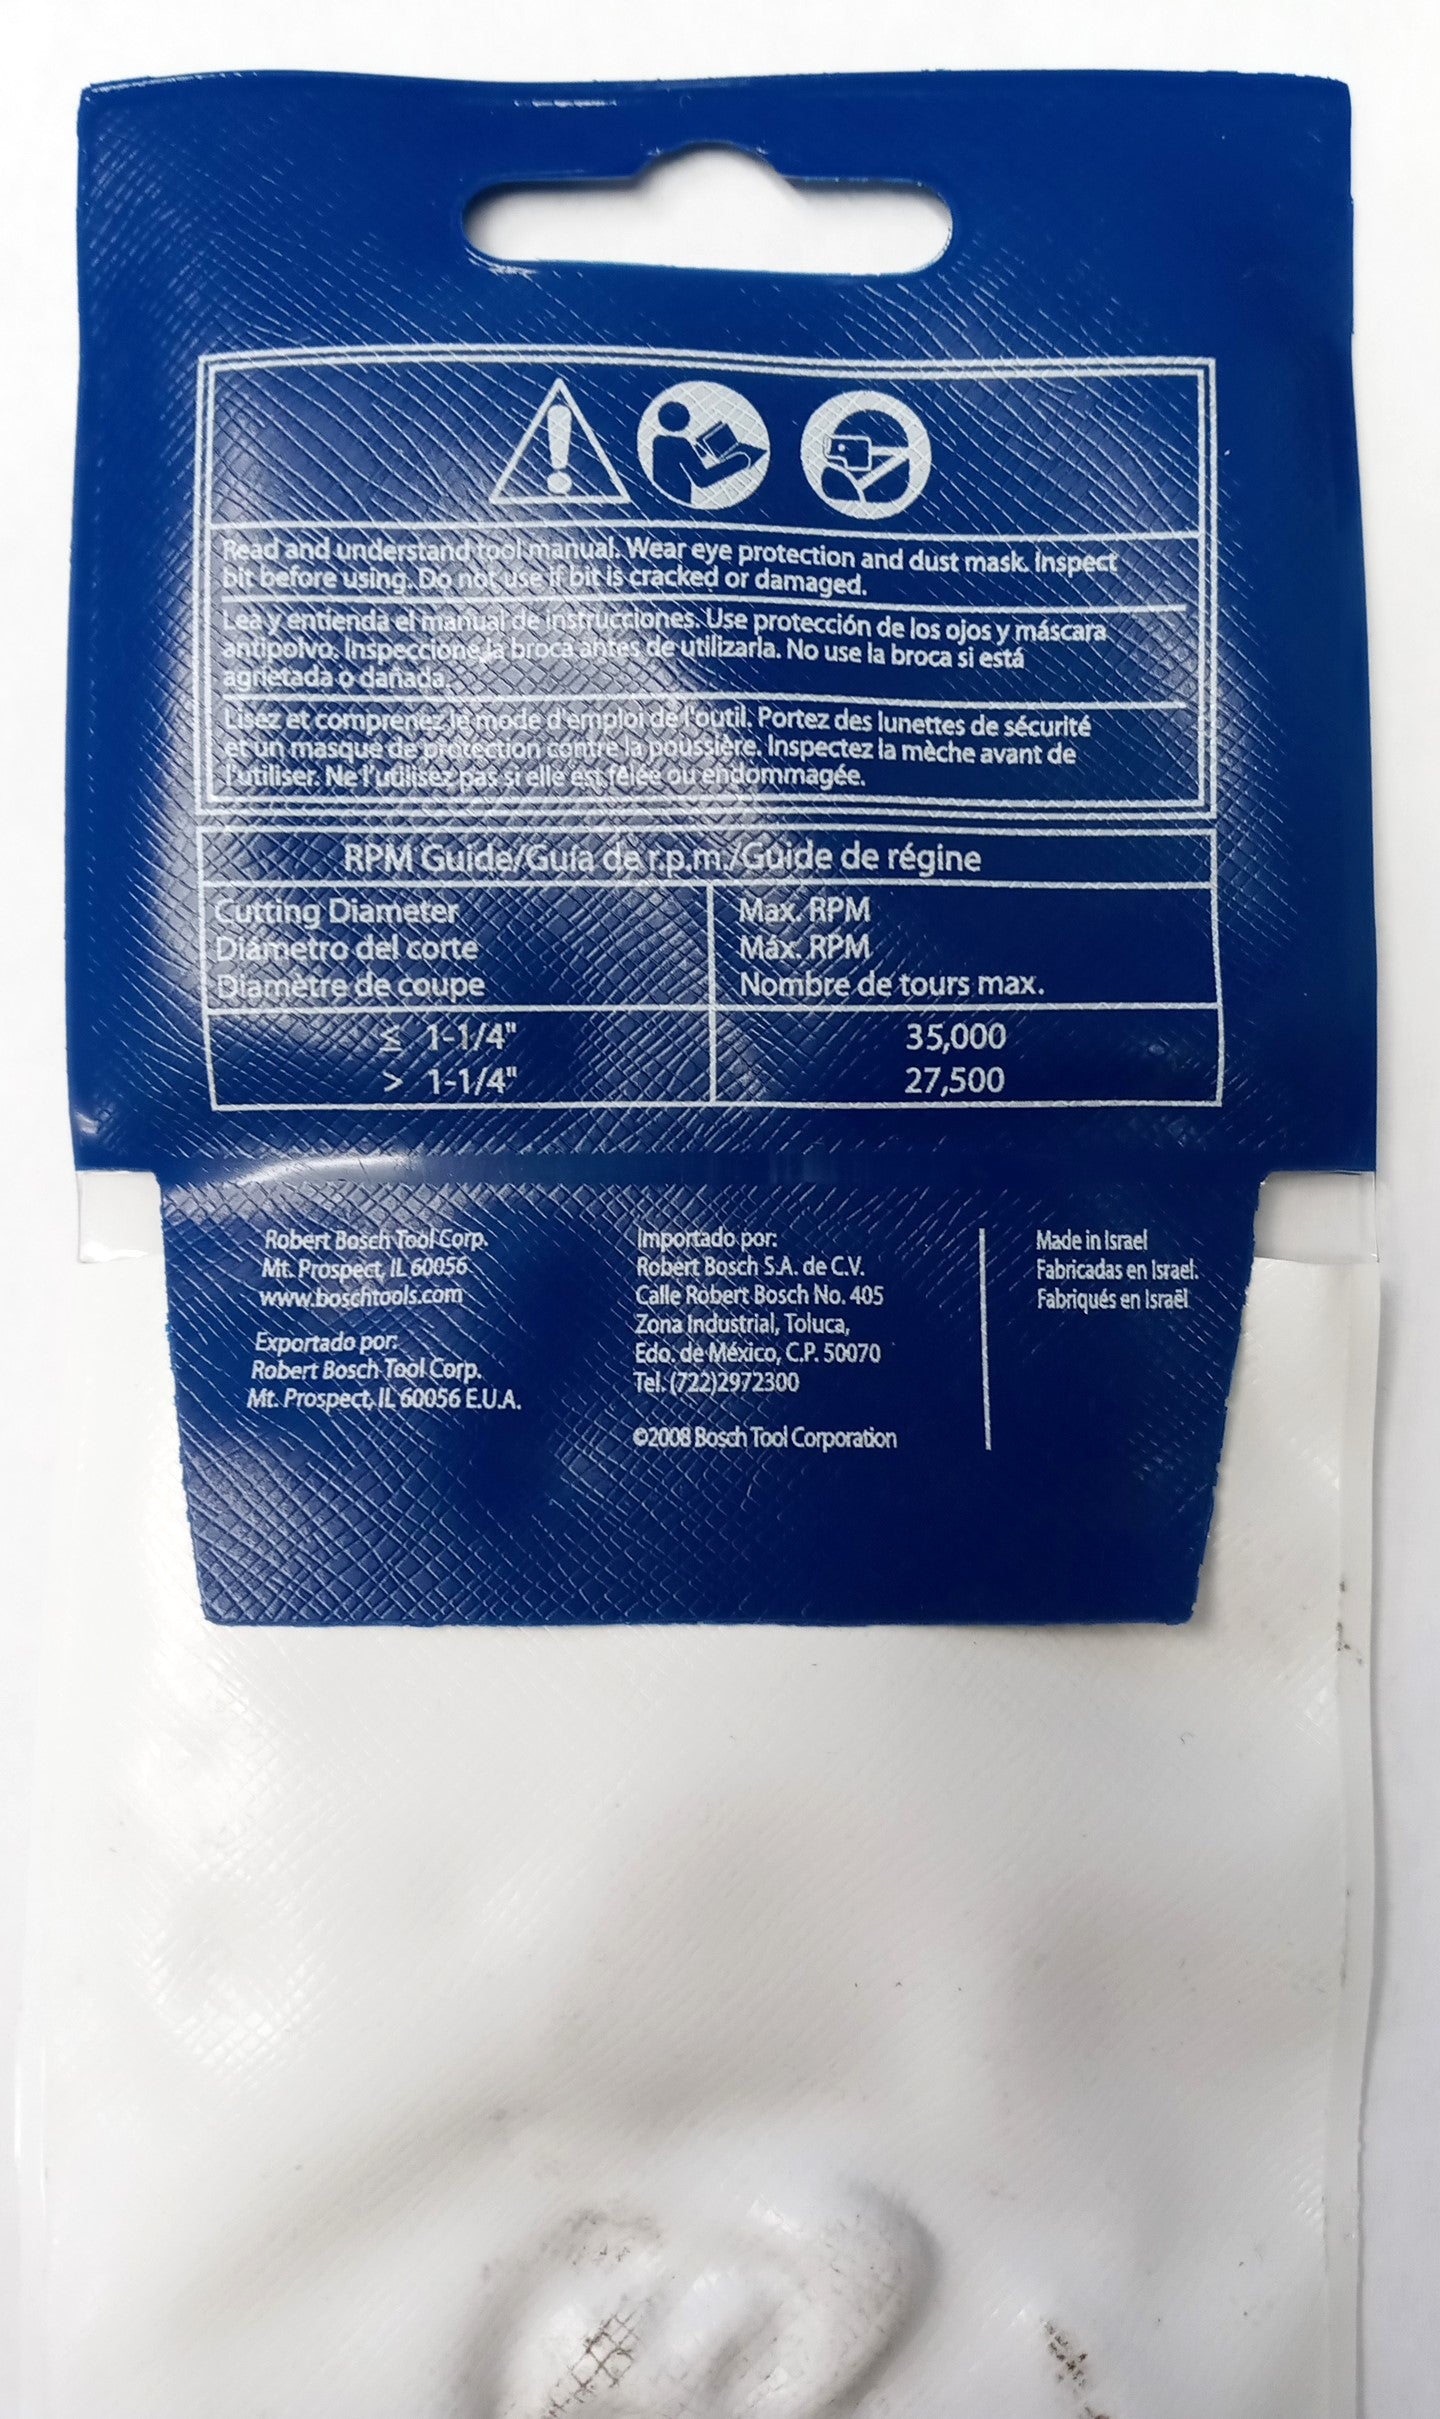 Read and understand tool manual. Wear eye protection and dust mask. Inspect
bit before using. Do not use if bit is cracked or damaged.
Lea y entienda el manual de instrucciones. Use protección de los ojos y máscara
antipolvo. Inspeccione la broca antes de utilizarla. No use la broca si está
agrietada o dañada.
Lisez et comprenez le mode d'emploi de l'outil. Portez des lunettes de sécurité
et un masque de protection contre la poussière. Inspectez la mèche avant de
l'utiliser. Ne l'utilisez pas si elle est fêlée ou endommagée.
RPM Guide/Guía de r.p.m./Guide de régine
Cutting Diameter
Diámetro del corte
Diamètre de coupe
Max. RPM
Máx. RPM
Nombre de tours max.
≤ 1-1/4" 35,000
> 1-1/4" 27,500
Robert Bosch Tool Corp.
Mt. Prospect, IL 60056
www.boschtools.com
Exportado por:
Robert Bosch Tool Corp.
Mt. Prospect, IL 60056 E.U.A.
Importado por:
Robert Bosch S.A. de C.V.
Calle Robert Bosch No. 405
Zona Industrial, Toluca,
Edo. de México, C.P. 50070
Tel. (722)2972300
©2008 Bosch Tool Corporation
Made in Israel
Fabricadas en Israel.
Fabriqués en Israël